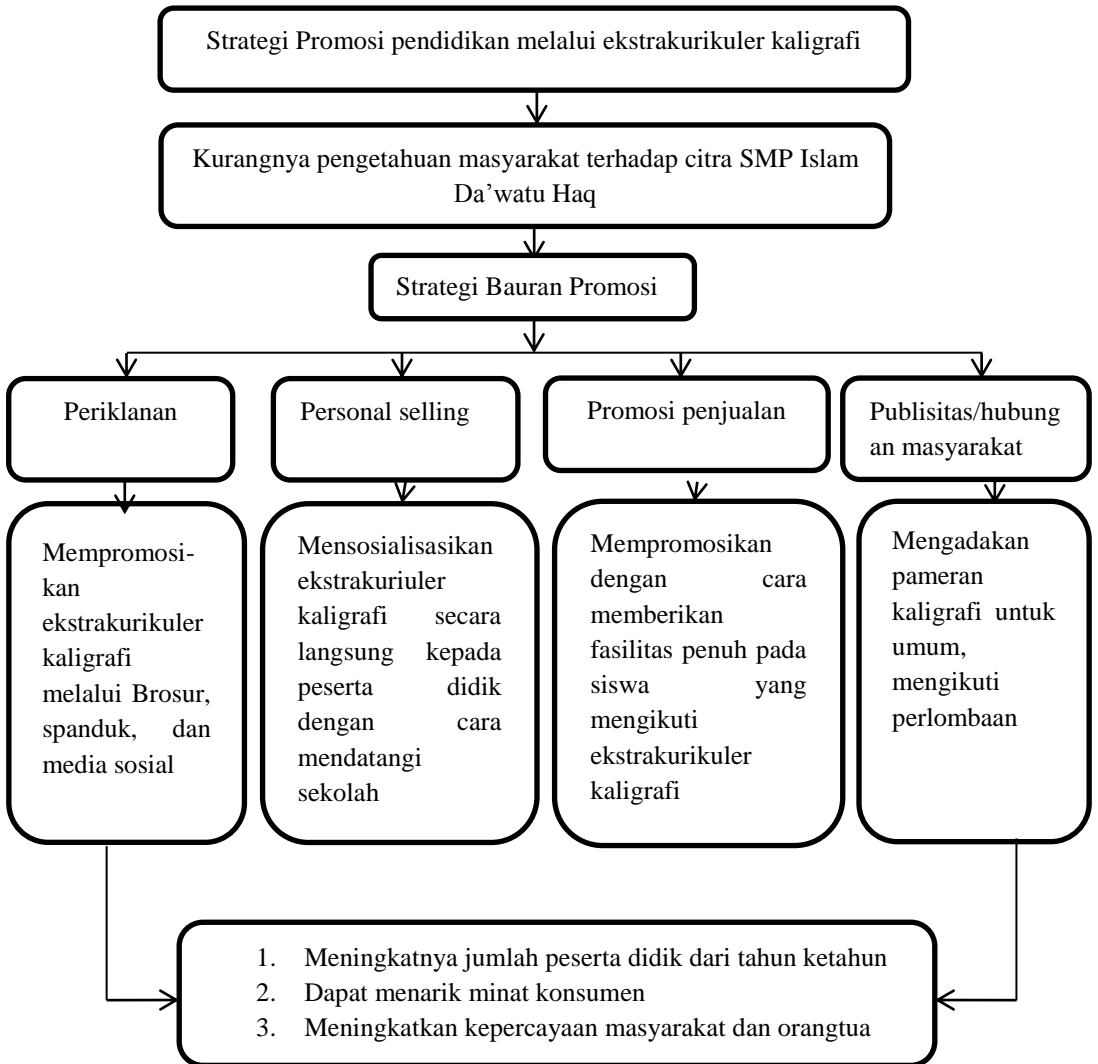 Strategi Promosi pendidikan melalui ekstrakurikuler kaligrafi
Kurangnya pengetahuan masyarakat terhadap citra SMP Islam
Da’watu Haq
Strategi Bauran Promosi
Periklanan
Personal selling
Promosi penjualan
Publisitas/hubung
an masyarakat
Mempromosi-
kan
ekstrakurikuler
kaligrafi
melalui Brosur,
spanduk, dan
media sosial
Mensosialisasikan
ekstrakuriuler
kaligrafi secara
langsung kepada
peserta didik
dengan cara
mendatangi
sekolah
Mempromosikan
dengan cara
memberikan
fasilitas penuh pada
siswa yang
mengikuti
ekstrakurikuler
kaligrafi
Mengadakan
pameran
kaligrafi untuk
umum,
mengikuti
perlombaan
1. Meningkatnya jumlah peserta didik dari tahun ketahun
2. Dapat menarik minat konsumen
3. Meningkatkan kepercayaan masyarakat dan orangtua